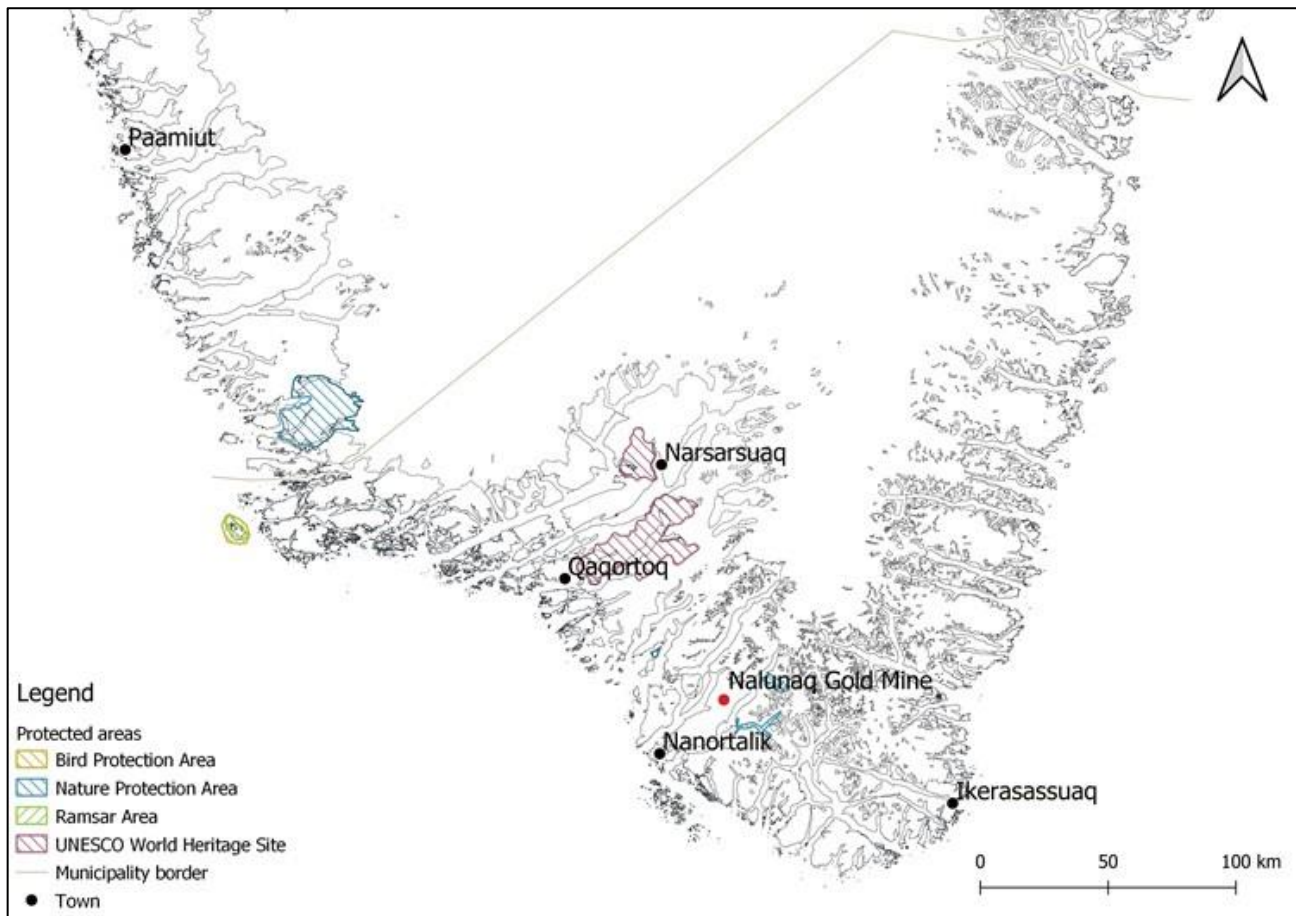 Paamiut
Narsarsuaq
Qaqortoq
Nalunaq Gold Mine
Nanortalik
Ikerasassuaq
Legend
Protected areas
Bird Protection Area
Nature Protection Area
Ramsar Area
UNESCO World Heritage Site
Municipality border
Town
0 50 100 km